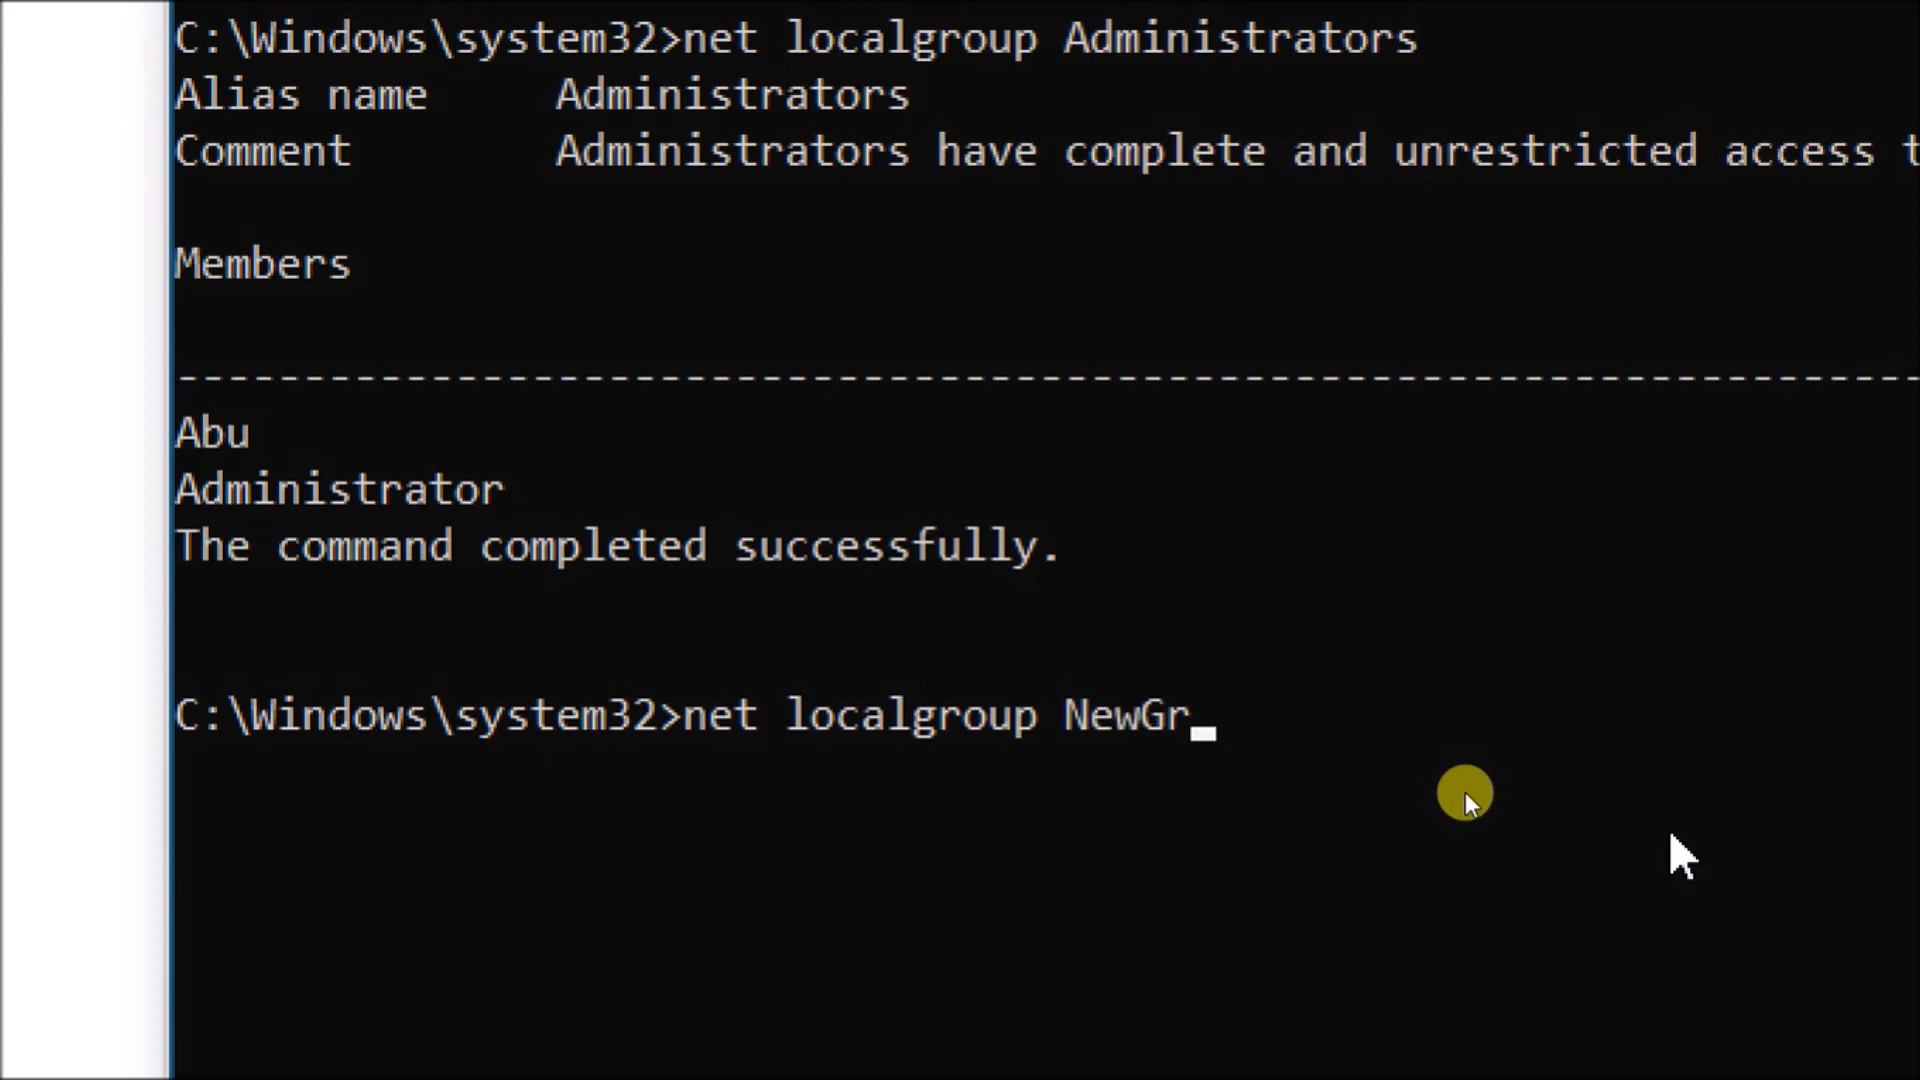 C:\Windows\system32>net localgroup Administrators
Alias name     Administrators
Comment        Administrators have complete and unrestricted access t
Members
-------------------------------------------------------------------------------
Abu
Administrator
The command completed successfully.
C:\Windows\system32>net localgroup NewGr_